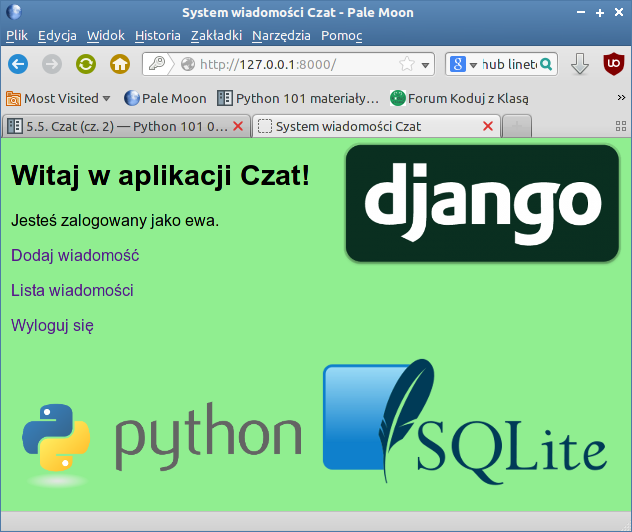 System wiadomości Czat - Pale Moon
Plik Edycja Widok Historia Zakładki Narzędzia Pomoc
http://127.0.0.1:8000/ hub linet
Most Visited Pale Moon Python 101 materiały… Forum Koduj z Klasą »
5.5. Czat (cz. 2) — Python 101 0… System wiadomości Czat
Witaj w aplikacji Czat!
django
Jesteś zalogowany jako ewa.
Dodaj wiadomość
Lista wiadomości
Wyloguj się
python
SQLite